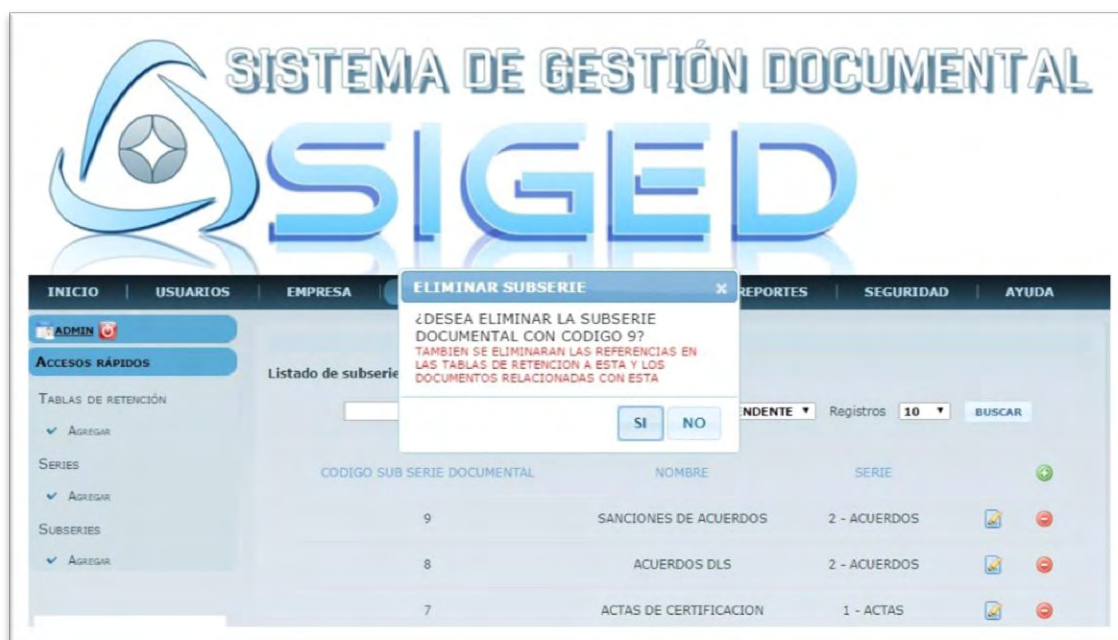 SISTEMA DE GESTIÓN DOCUMENTAL
SIGED
INICIO | USUARIOS | EMPRESA | REPORTES | SEGURIDAD | AYUDA
ELIMINAR SUBSERIE x
¿DESEA ELIMINAR LA SUBSERIE
DOCUMENTAL CON CODIGO 9?
TAMBIEN SE ELIMINARAN LAS REFERENCIAS EN
LAS TABLAS DE RETENCION A ESTA Y LOS
DOCUMENTOS RELACIONADAS CON ESTA
SI NO
ADMIN
ACCESOS RÁPIDOS
TABLAS DE RETENCIÓN
AGREGAR
SERIES
AGREGAR
SUBSERIES
AGREGAR
Listado de subserie
NDENTE Registros 10 BUSCAR
CODIGO SUB SERIE DOCUMENTAL NOMBRE SERIE
9 SANCIONES DE ACUERDOS 2 - ACUERDOS
8 ACUERDOS DLS 2 - ACUERDOS
7 ACTAS DE CERTIFICACION 1 - ACTAS